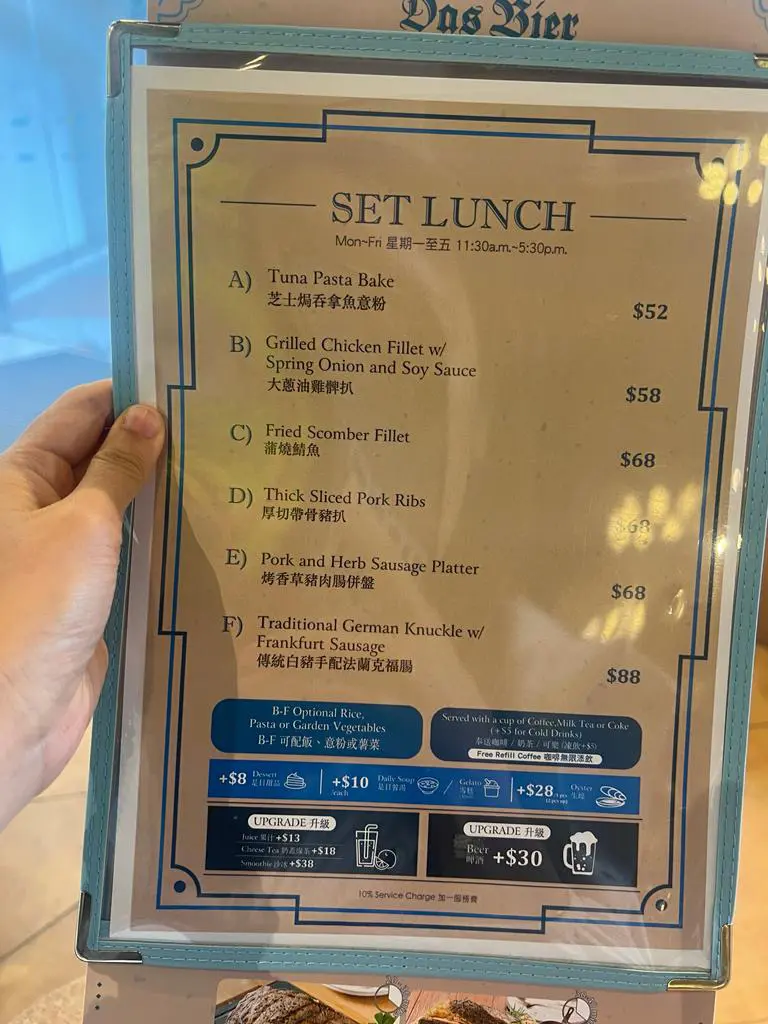 Das Bier
SET LUNCH
Mon~Fri 星期一至五 11:30a.m.~5:30p.m.
A) Tuna Pasta Bake
芝士焗吞拿魚意粉
$52
B) Grilled Chicken Fillet w/
Spring Onion and Soy Sauce
大蔥油雞髀扒
$58
C) Fried Scomber Fillet
蒲燒鯖魚
$68
D) Thick Sliced Pork Ribs
厚切帶骨豬扒
$68
E) Pork and Herb Sausage Platter
烤香草豬肉腸併盤
$68
F) Traditional German Knuckle w/
Frankfurt Sausage
傳統白豬手配法蘭克福腸
$88
B-F Optional Rice,
Pasta or Garden Vegetables
B-F 可配飯、意粉或薯菜
Served with a cup of Coffee,Milk Tea or Coke
(+$5 for Cold Drinks)
奉送咖啡 / 奶茶 / 可樂 (凍飲+$5)
Free Refill Coffee 咖啡無限添飲
+$8 Dessert 是日甜品
+$10 /each Daily Soup 是日餐湯 / Gelato 雪糕
+$28 Oyster 生蠔
UPGRADE 升級
Juice 果汁 +$13
Cheese Tea 奶蓋綠茶 +$18
Smoothie 沙冰 +$38
UPGRADE 升級
Beer 啤酒 +$30
10% Service Charge 加一服務費